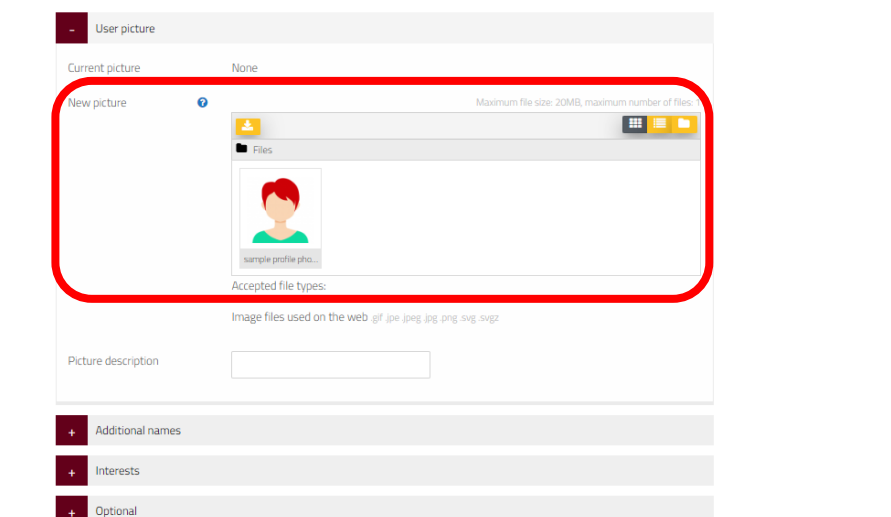 - User picture
Current picture None
New picture ? Maximum file size: 20MB, maximum number of files: 1
Files
sample profile pho...
Accepted file types:
Image files used on the web .gif .jpe .jpeg .jpg .png .svg .svgz
Picture description
+ Additional names
+ Interests
+ Optional